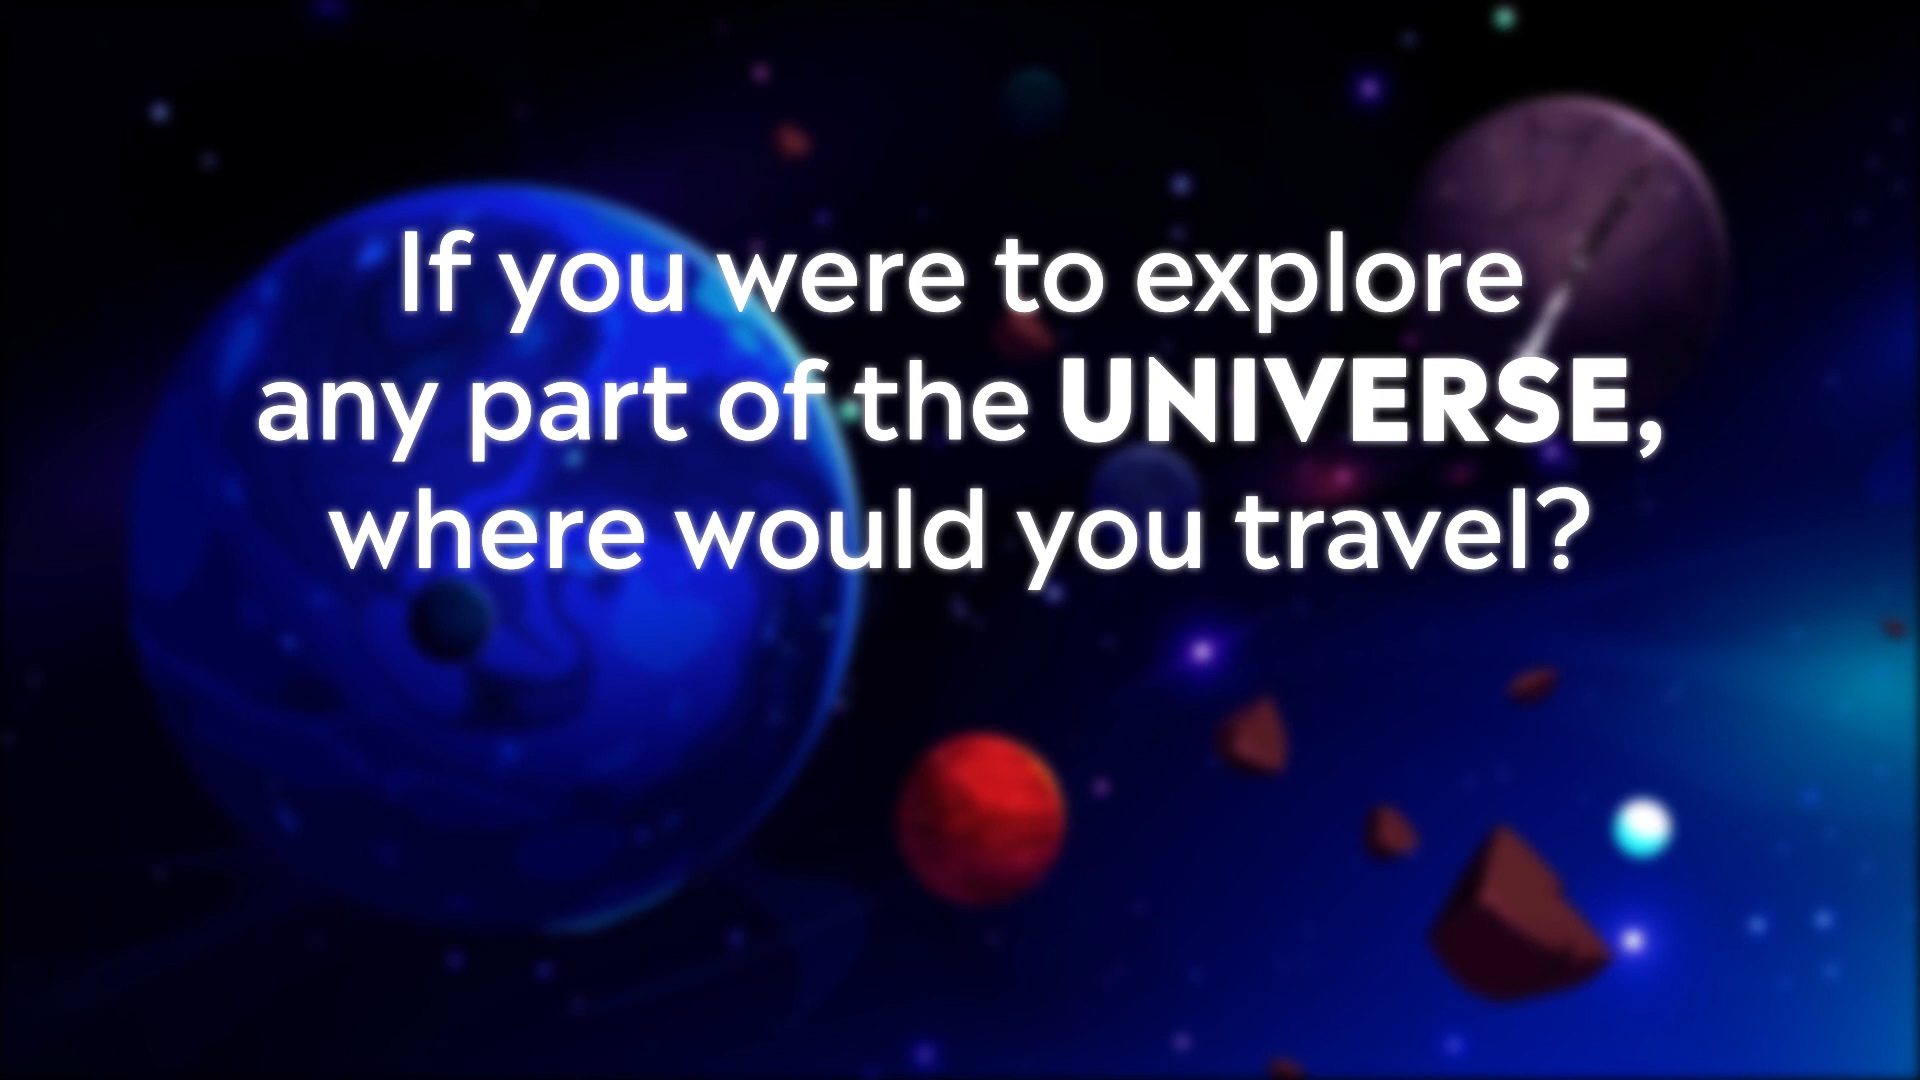 If you were to explore
any part of the UNIVERSE,
where would you travel?